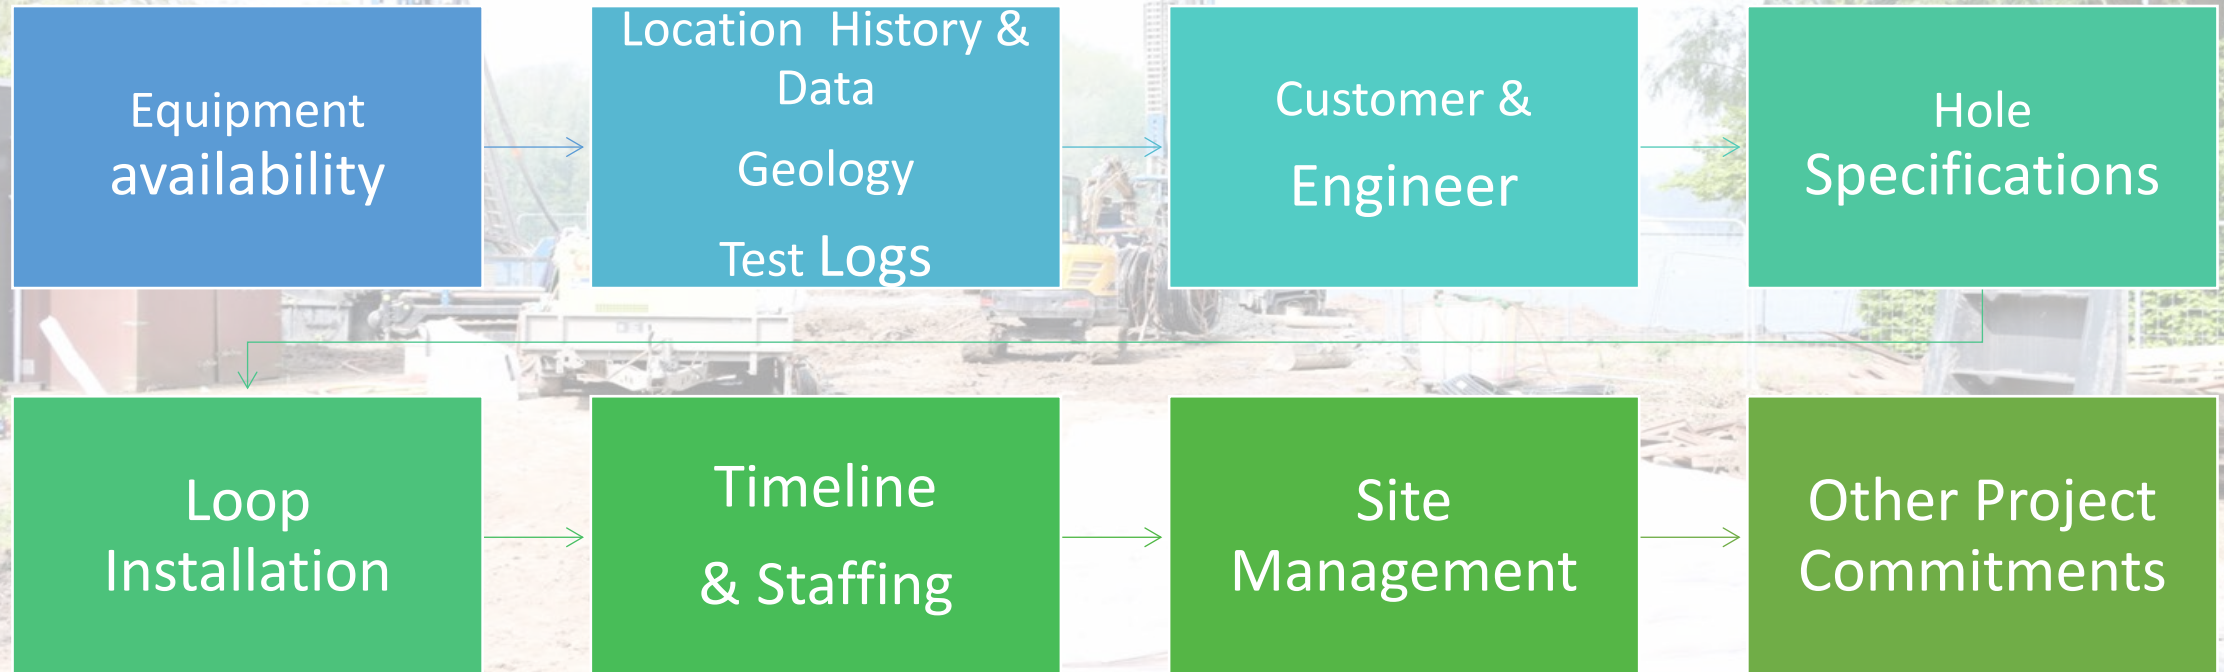 Equipment
availability
Location History &
Data
Geology
Test Logs
Customer &
Engineer
Hole
Specifications
Loop
Installation
Timeline
& Staffing
Site
Management
Other Project
Commitments